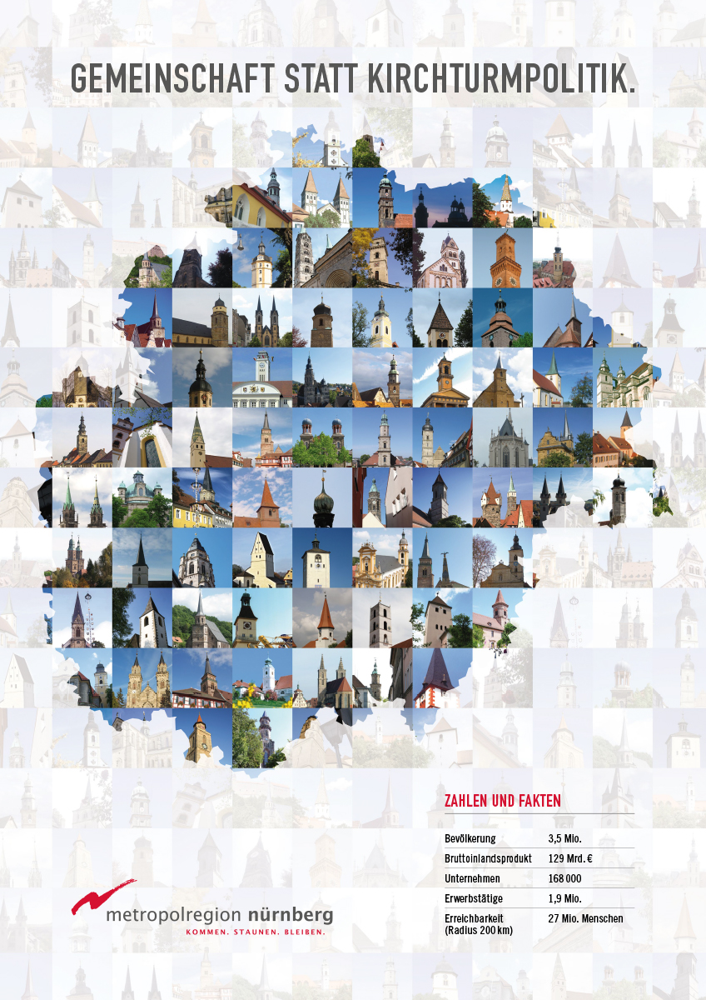 GEMEINSCHAFT STATT KIRCHTURMPOLITIK.
ZAHLEN UND FAKTEN
Bevölkerung 3,5 Mio.
Bruttoinlandsprodukt 129 Mrd. €
Unternehmen 168 000
Erwerbstätige 1,9 Mio.
Erreichbarkeit 27 Mio. Menschen
(Radius 200 km)
metropolregion nürnberg
KOMMEN. STAUNEN. BLEIBEN.